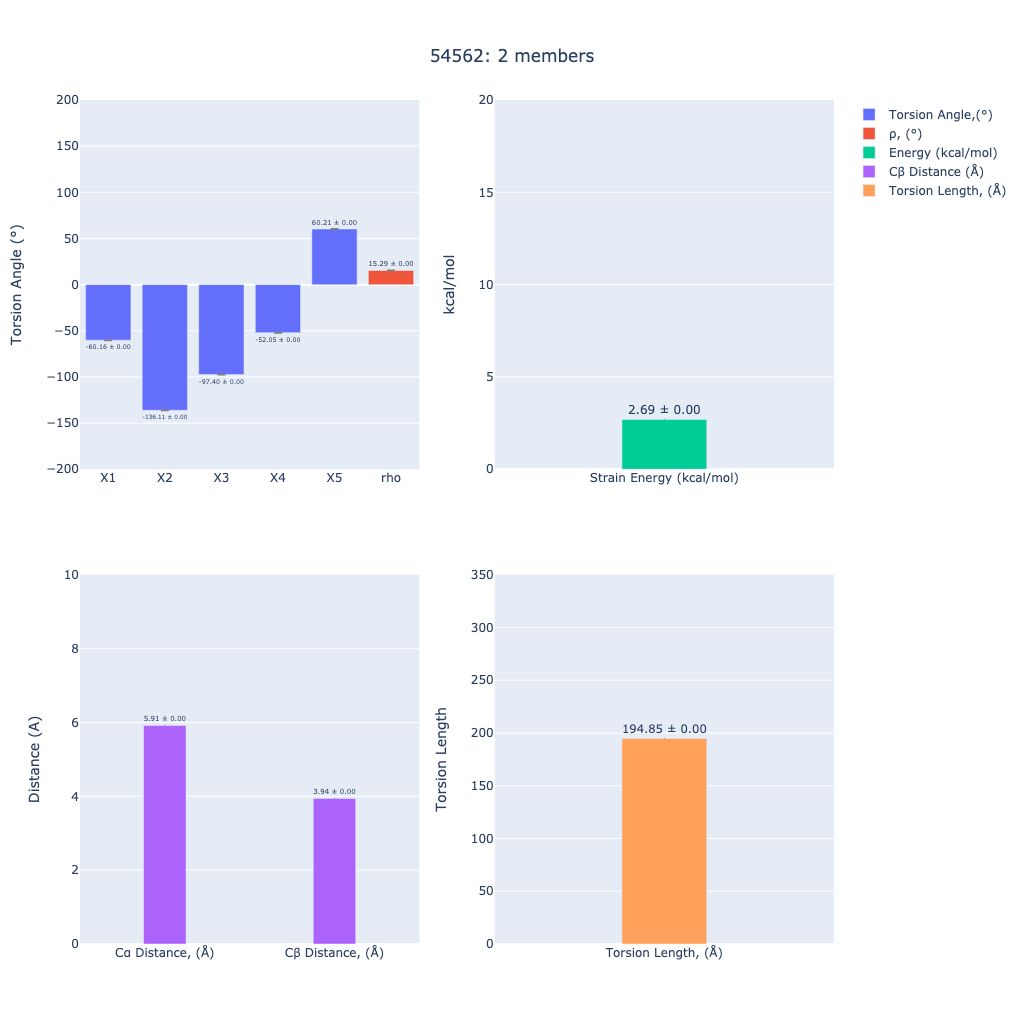 54562: 2 members
Torsion Angle (°)
200
150
100
50
0
−50
−100
−150
−200
-60.16 ± 0.00
-136.11 ± 0.00
-97.40 ± 0.00
-52.05 ± 0.00
60.21 ± 0.00
15.29 ± 0.00
X1 X2 X3 X4 X5 rho
kcal/mol
20
15
10
5
0
2.69 ± 0.00
Strain Energy (kcal/mol)
Torsion Angle,(°)
ρ, (°)
Energy (kcal/mol)
Cβ Distance (Å)
Torsion Length, (Å)
Distance (A)
10
8
6
4
2
0
5.91 ± 0.00
3.94 ± 0.00
Cα Distance, (Å) Cβ Distance, (Å)
Torsion Length
350
300
250
200
150
100
50
0
194.85 ± 0.00
Torsion Length, (Å)